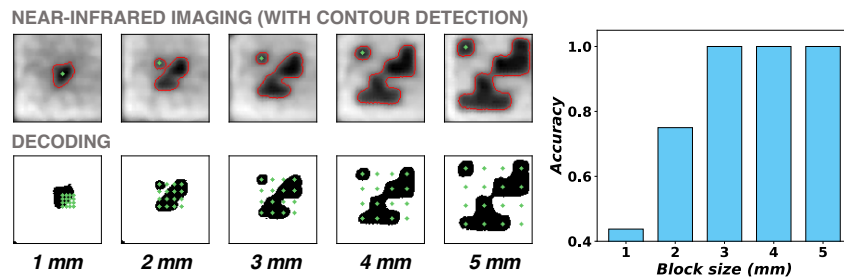 NEAR-INFRARED IMAGING (WITH CONTOUR DETECTION)
DECODING
1 mm 2 mm 3 mm 4 mm 5 mm
Accuracy
1.0
0.8
0.6
0.4
1 2 3 4 5
Block size (mm)